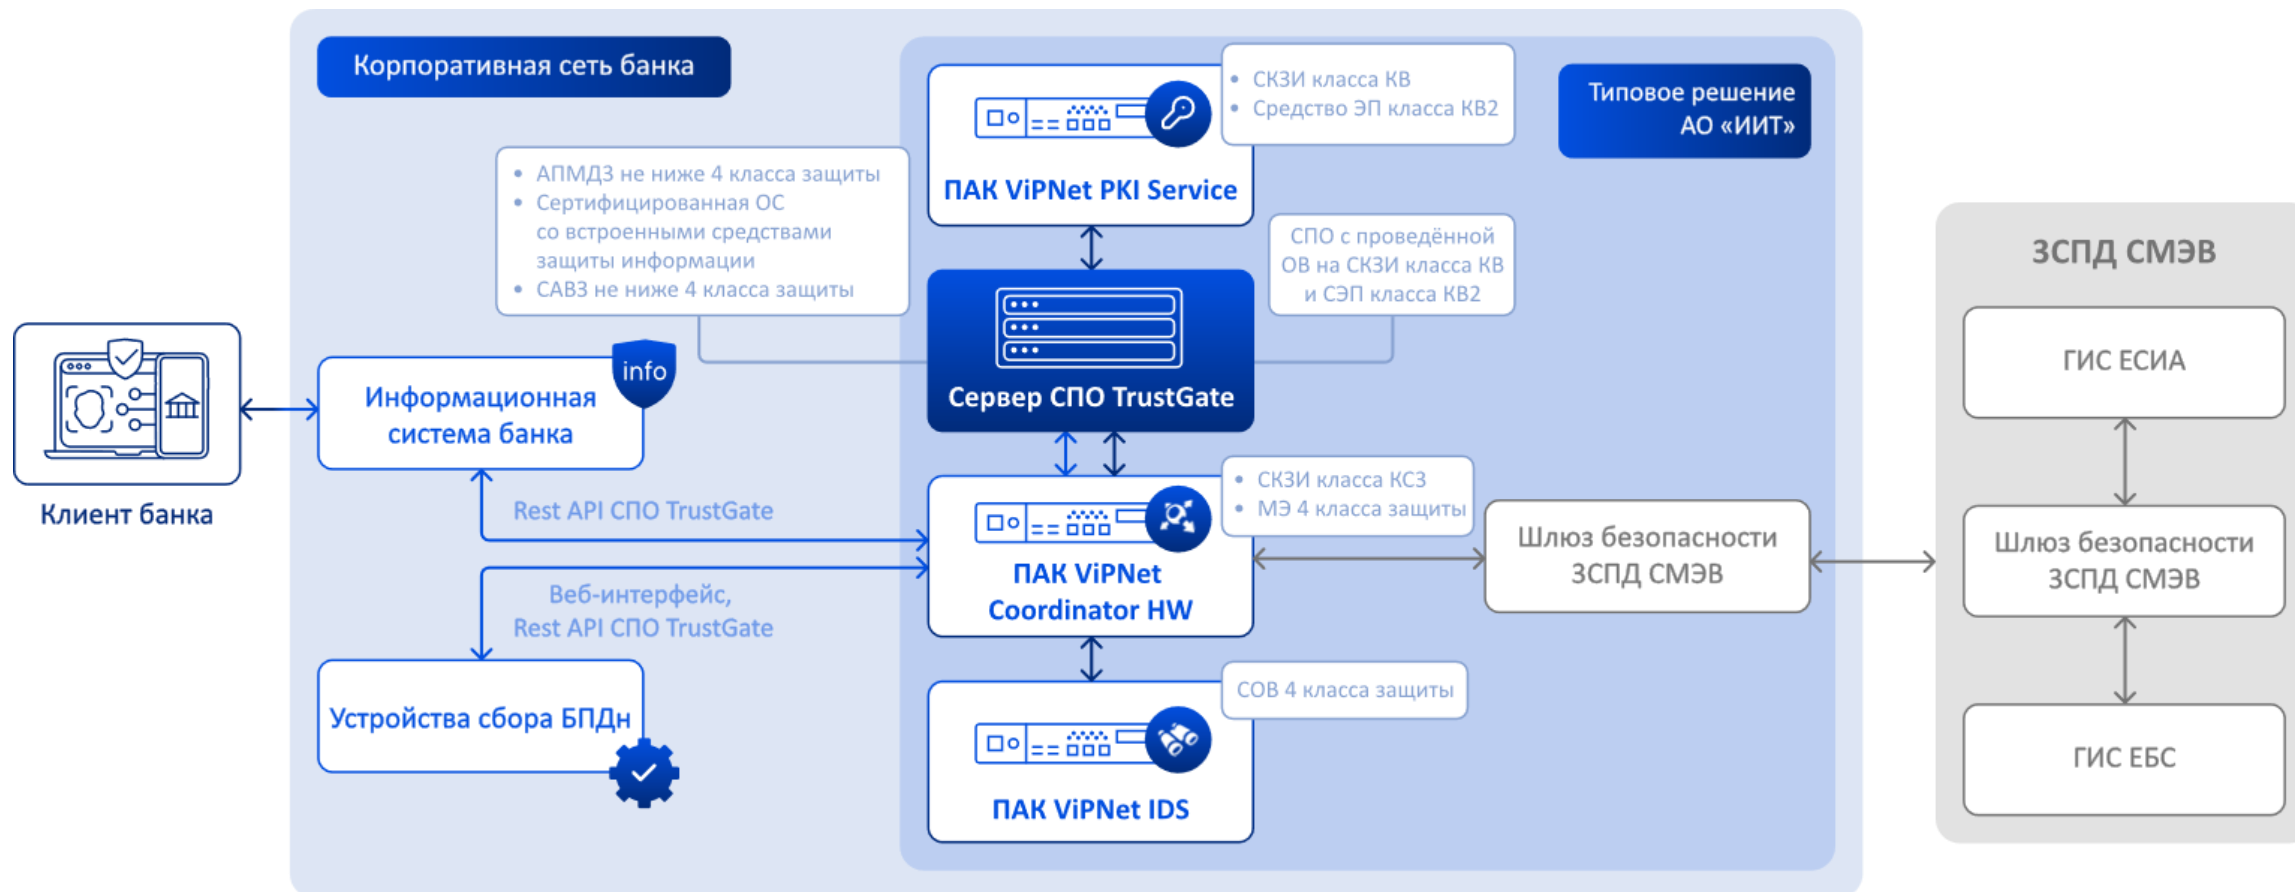 Корпоративная сеть банка
Типовое решение
АО «ИИТ»
• СКЗИ класса КВ
• Средство ЭП класса КВ2
ПАК ViPNet PKI Service
• АПМДЗ не ниже 4 класса защиты
• Сертифицированная ОС
со встроенными средствами
защиты информации
• САВЗ не ниже 4 класса защиты
СПО с проведённой
ОВ на СКЗИ класса КВ
и СЭП класса КВ2
Сервер СПО TrustGate
Клиент банка
info
Информационная
система банка
Rest API СПО TrustGate
Веб-интерфейс,
Rest API СПО TrustGate
Устройства сбора БПДн
• СКЗИ класса КС3
• МЭ 4 класса защиты
ПАК ViPNet
Coordinator HW
СОВ 4 класса защиты
ПАК ViPNet IDS
Шлюз безопасности
ЗСПД СМЭВ
ЗСПД СМЭВ
ГИС ЕСИА
Шлюз безопасности
ЗСПД СМЭВ
ГИС ЕБС